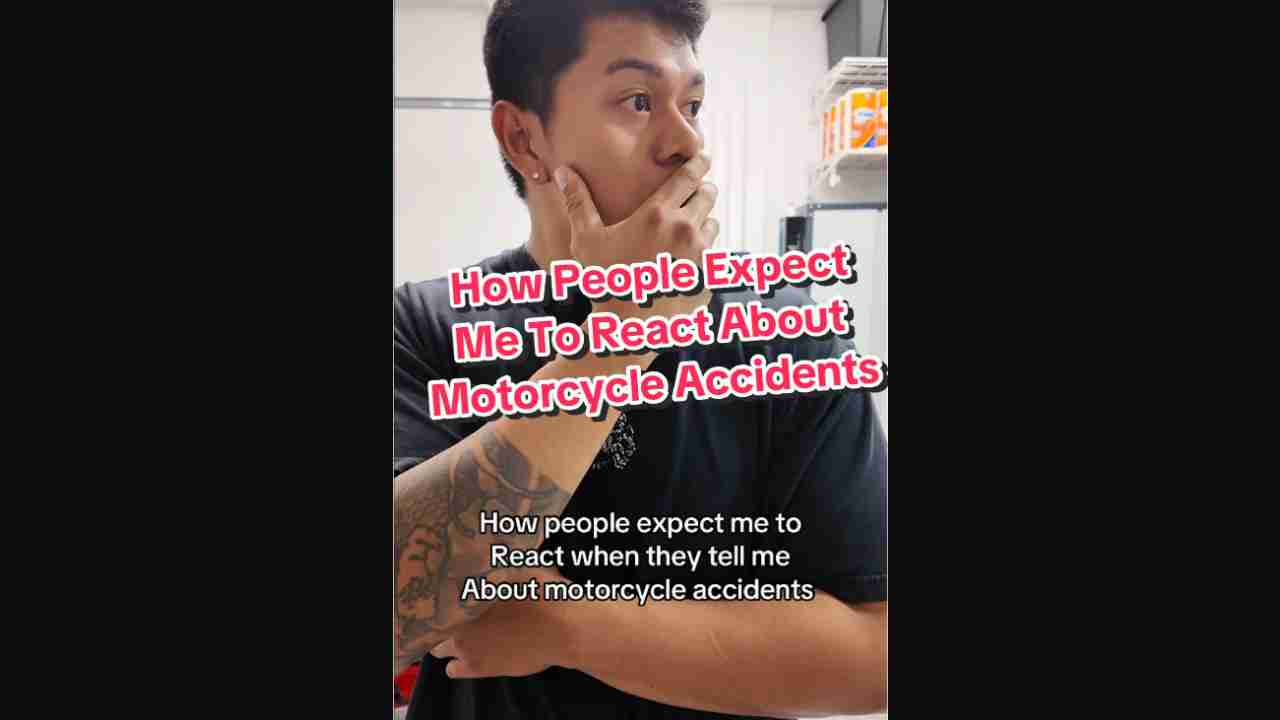 How People Expect
Me To React About
Motorcycle Accidents
How people expect me to
React when they tell me
About motorcycle accidents